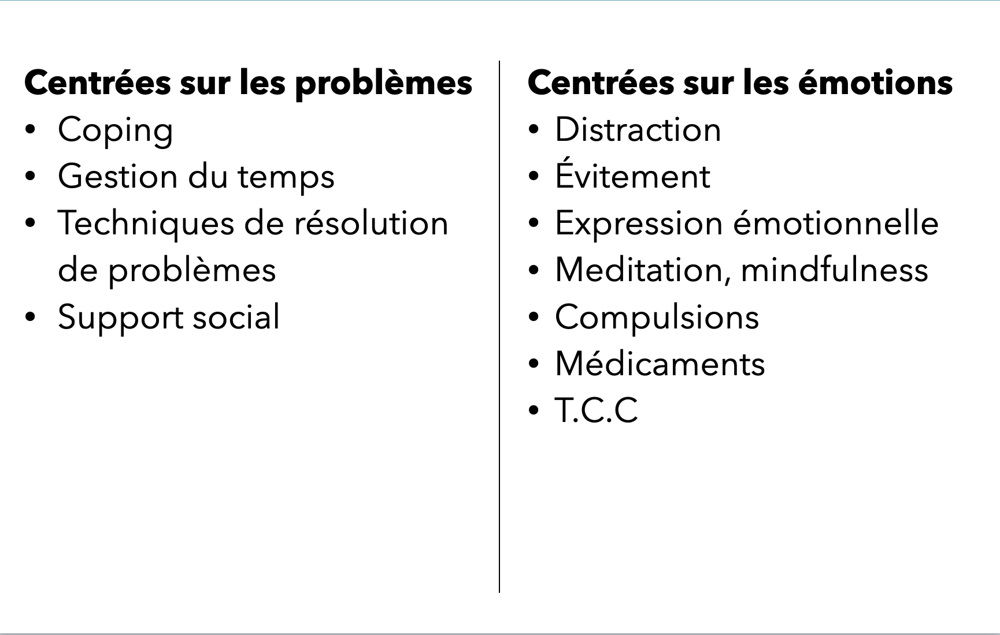 Centrées sur les problèmes
• Coping
• Gestion du temps
• Techniques de résolution
de problèmes
• Support social
Centrées sur les émotions
• Distraction
• Évitement
• Expression émotionnelle
• Meditation, mindfulness
• Compulsions
• Médicaments
• T.C.C